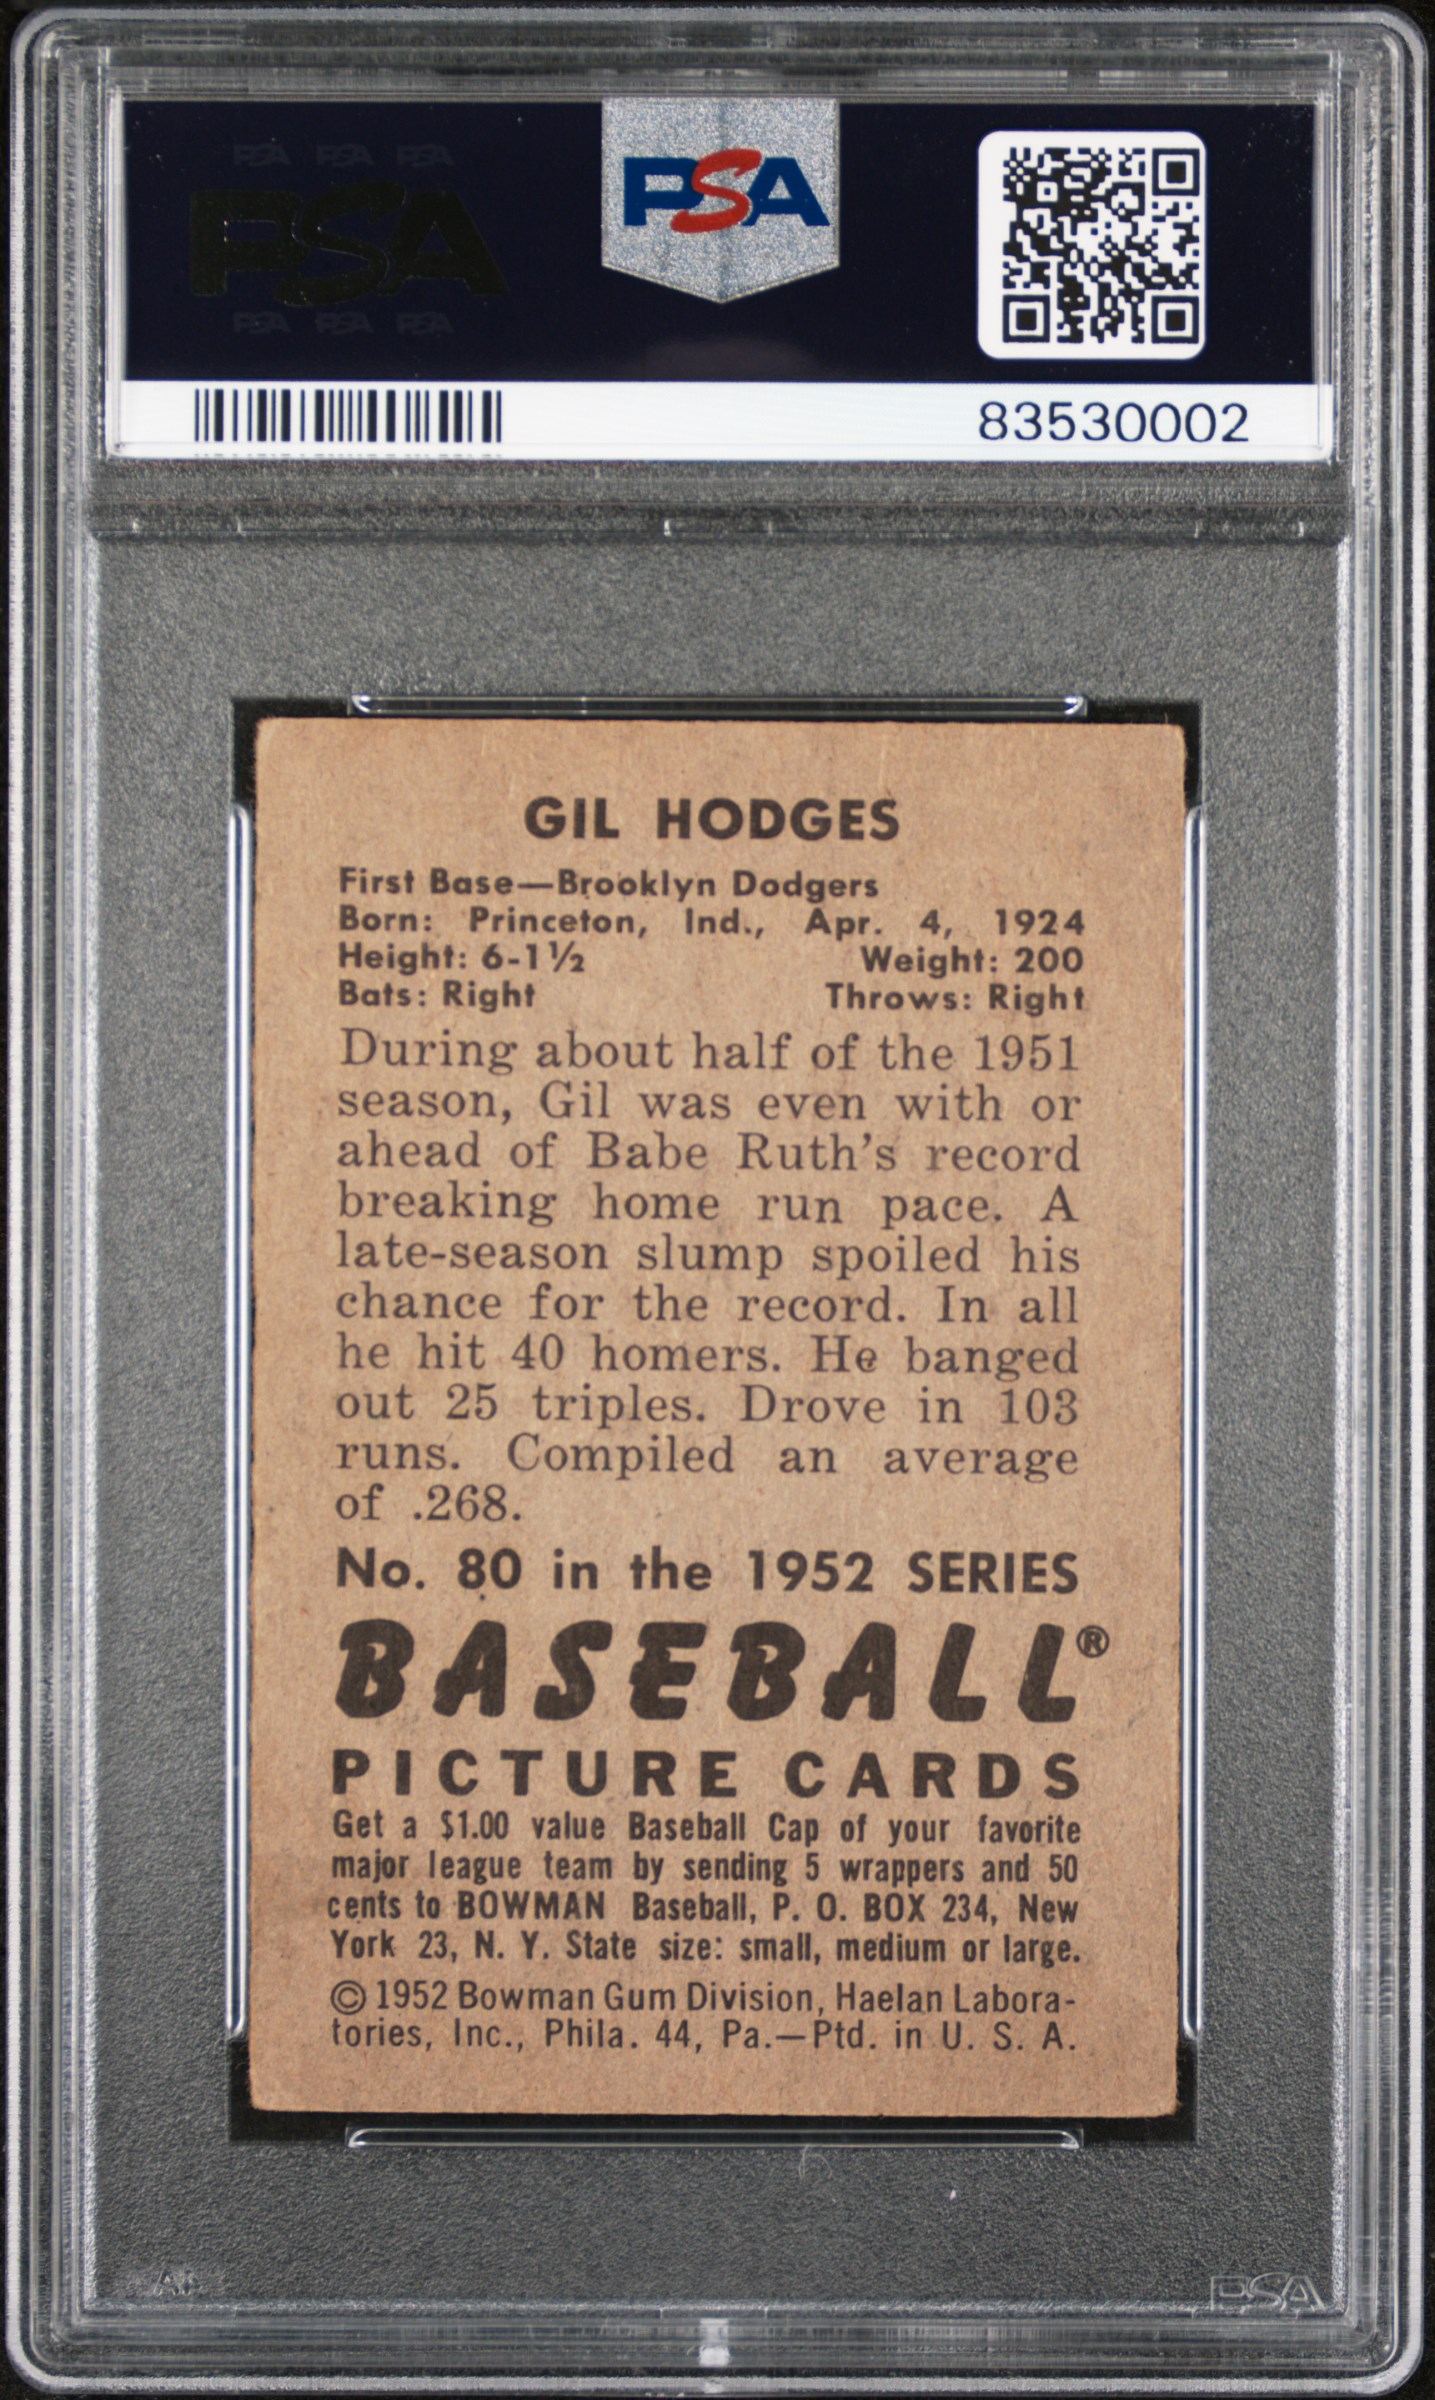 PSA PSA PSA
PSA
PSA PSA PSA
PSA
83530002
GIL HODGES
First Base—Brooklyn Dodgers
Born: Princeton, Ind., Apr. 4, 1924
Height: 6-1½ Weight: 200
Bats: Right Throws: Right
During about half of the 1951
season, Gil was even with or
ahead of Babe Ruth's record
breaking home run pace. A
late-season slump spoiled his
chance for the record. In all
he hit 40 homers. He banged
out 25 triples. Drove in 103
runs. Compiled an average
of .268.
No. 80 in the 1952 SERIES
BASEBALL®
PICTURE CARDS
Get a $1.00 value Baseball Cap of your favorite
major league team by sending 5 wrappers and 50
cents to BOWMAN Baseball, P. O. BOX 234, New
York 23, N. Y. State size: small, medium or large.
© 1952 Bowman Gum Division, Haelan Labora-
tories, Inc., Phila. 44, Pa.—Ptd. in U. S. A.
PSA